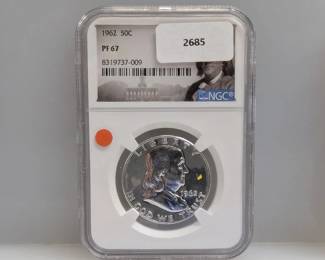 1962 50C
PF 67
8319737-009
2685
NGC
LIBERTY
1962
IN GOD WE TRUST